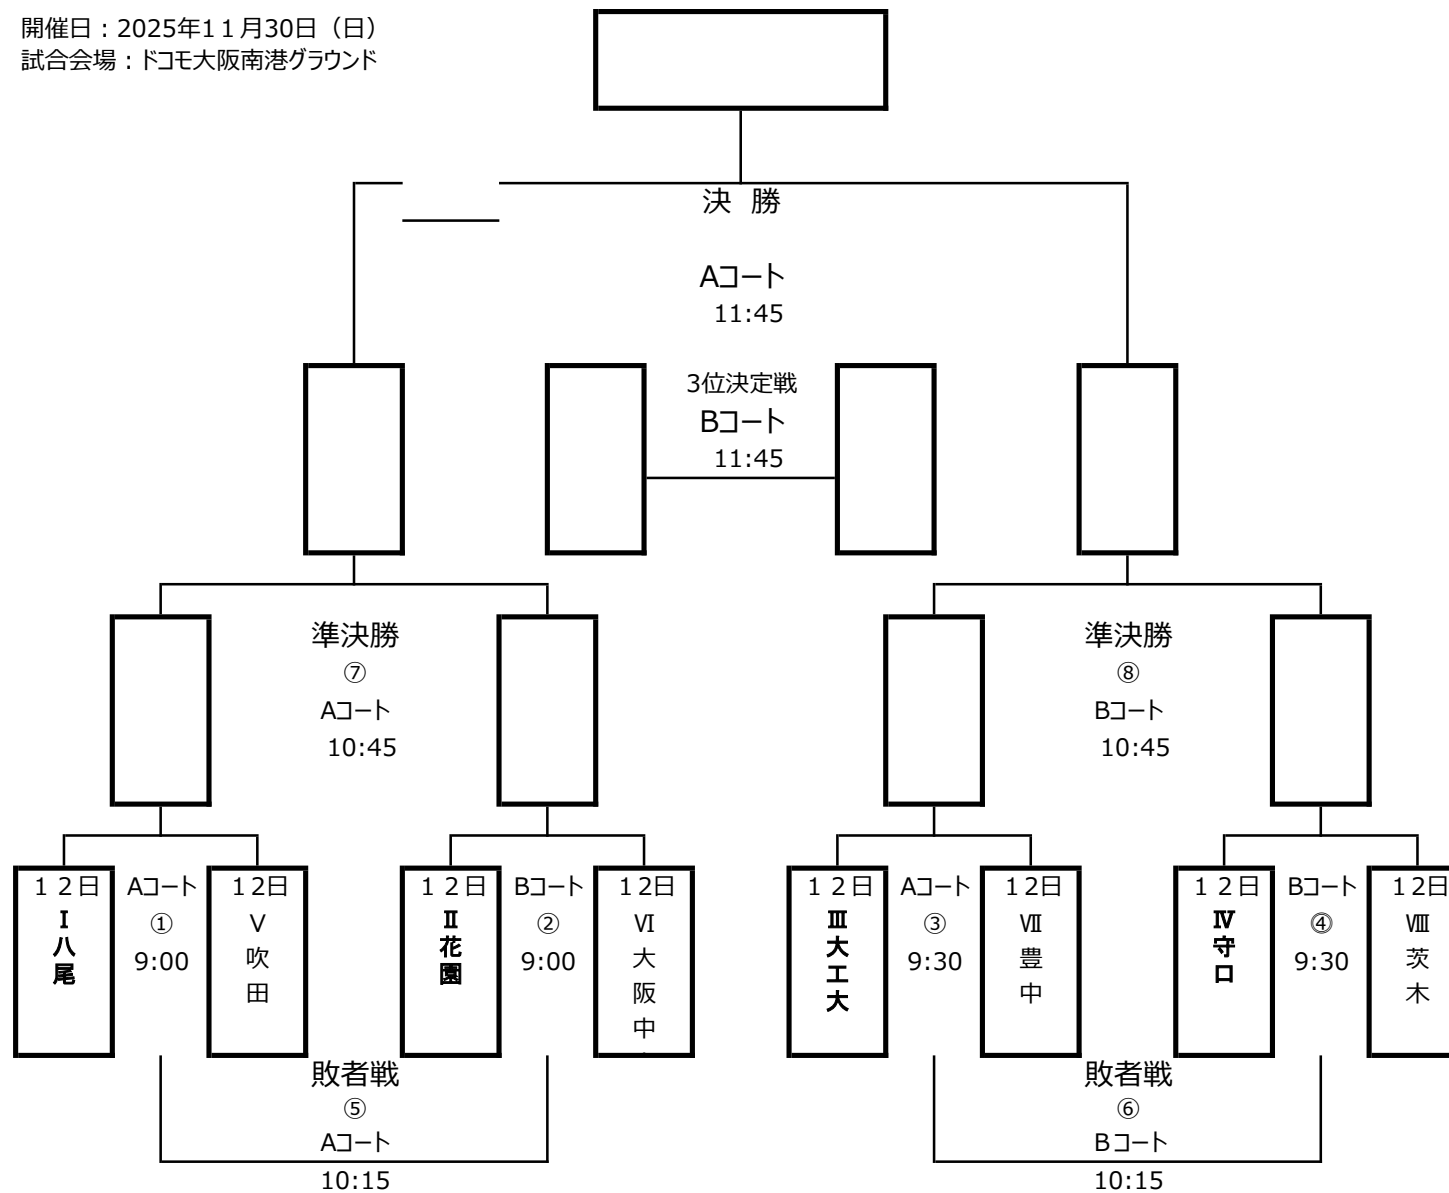 開催日：2025年11月30日（日）
試合会場：ドコモ大阪南港グラウンド
決 勝
Aコート
11:45
3位決定戦
Bコート
11:45
準決勝
⑦
Aコート
10:45
準決勝
⑧
Bコート
10:45
１２日
Ⅰ
八
尾
Aコート
①
9:00
１2日
Ⅴ
吹
田
１２日
Ⅱ
花
園
Bコート
②
9:00
１2日
Ⅵ
大
阪
中
１２日
Ⅲ
大
工
大
Aコート
③
9:30
１2日
Ⅶ
豊
中
１２日
Ⅳ
守
口
Bコート
④
9:30
１2日
Ⅷ
茨
木
敗者戦
⑤
Aコート
10:15
敗者戦
⑥
Bコート
10:15